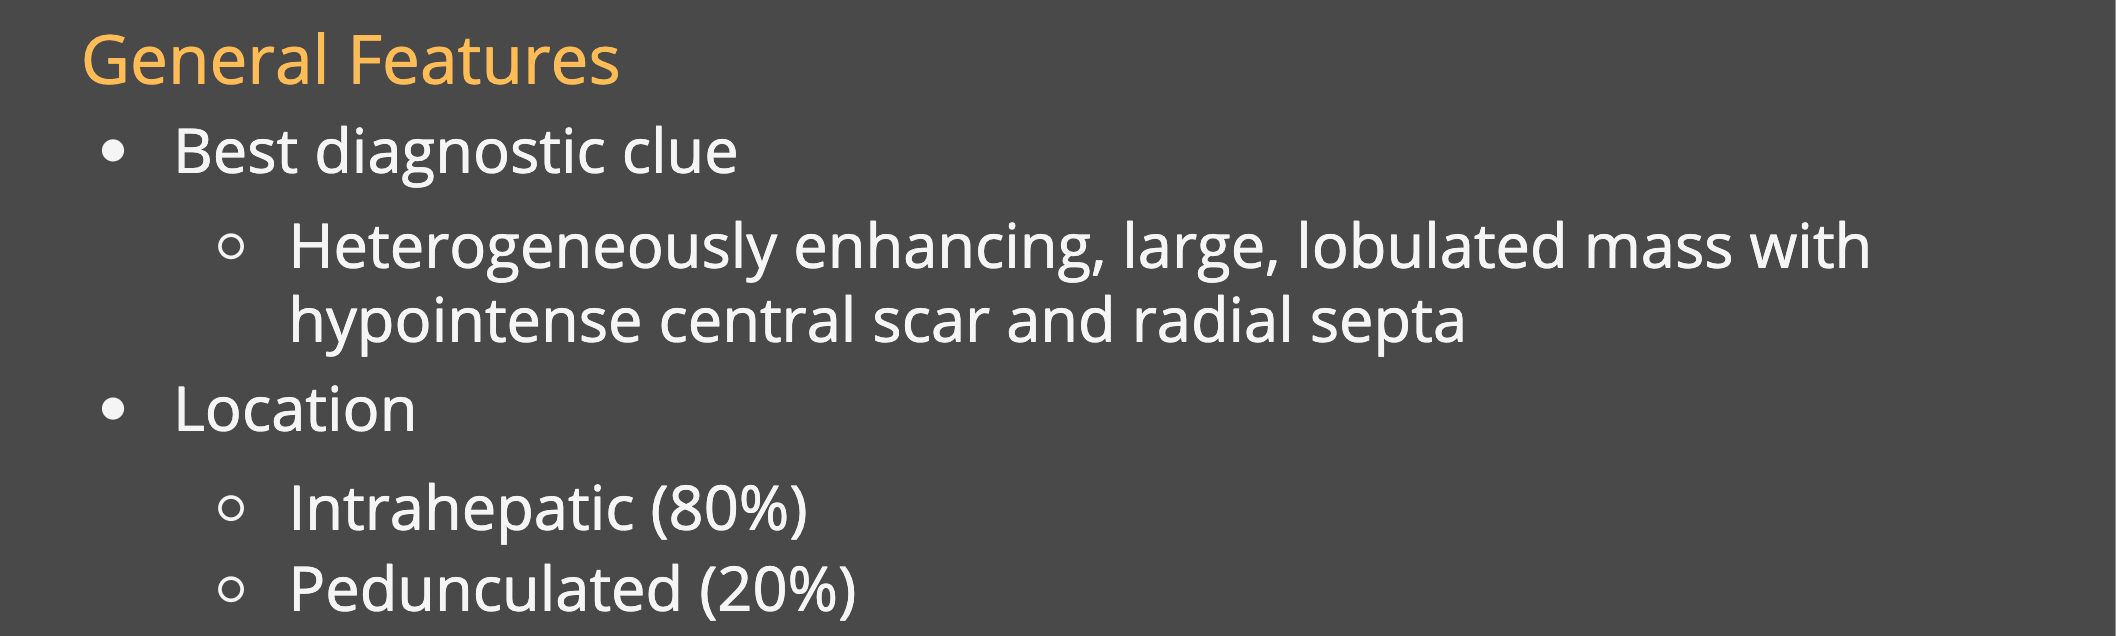 General Features
• Best diagnostic clue
○ Heterogeneously enhancing, large, lobulated mass with
hypointense central scar and radial septa
• Location
○ Intrahepatic (80%)
○ Pedunculated (20%)